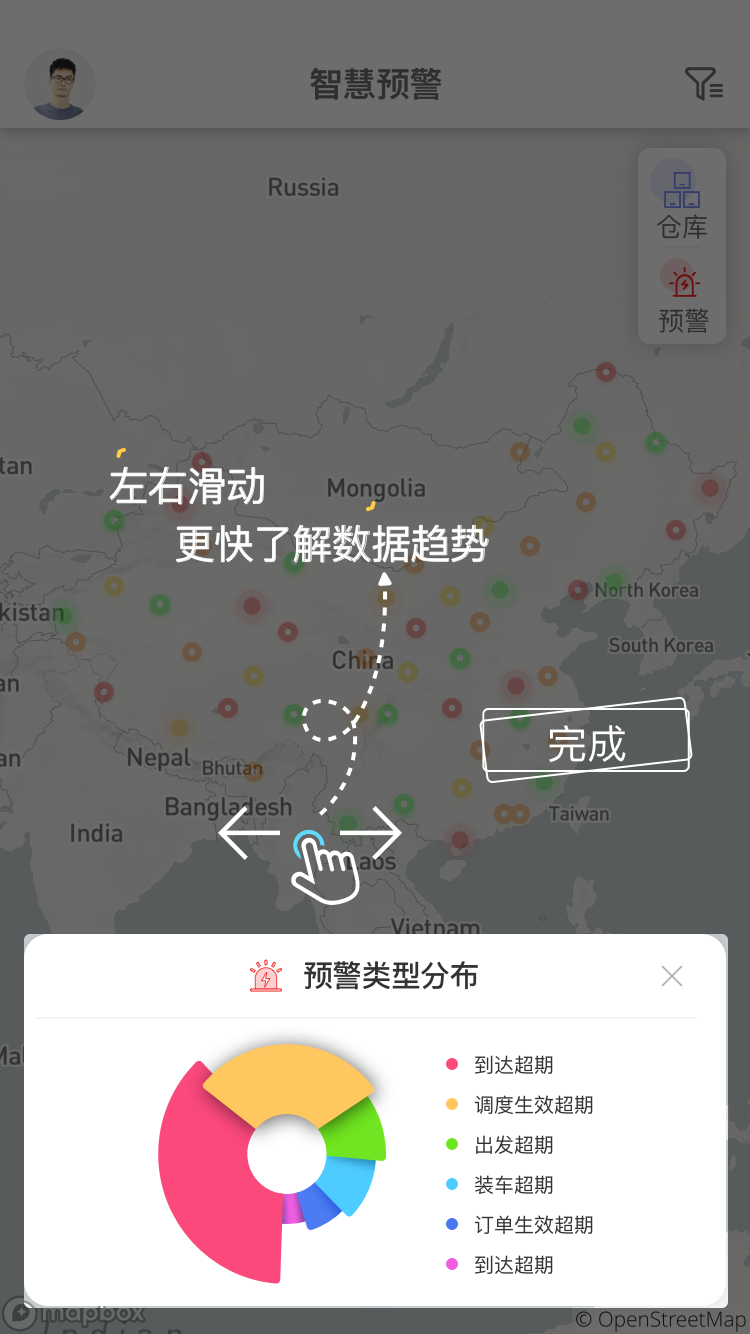 智慧预警
Russia
仓库
预警
tan
左右滑动
Mongolia
更快了解数据趋势
North Korea
kistan
South Korea
China
an
完成
an
Nepal
Bhutan
Bangladesh
Taiwan
India
Laos
Vietnam
预警类型分布
Mal
到达超期
调度生效超期
出发超期
装车超期
订单生效超期
到达超期
mapbox
Indian
© OpenStreetMap